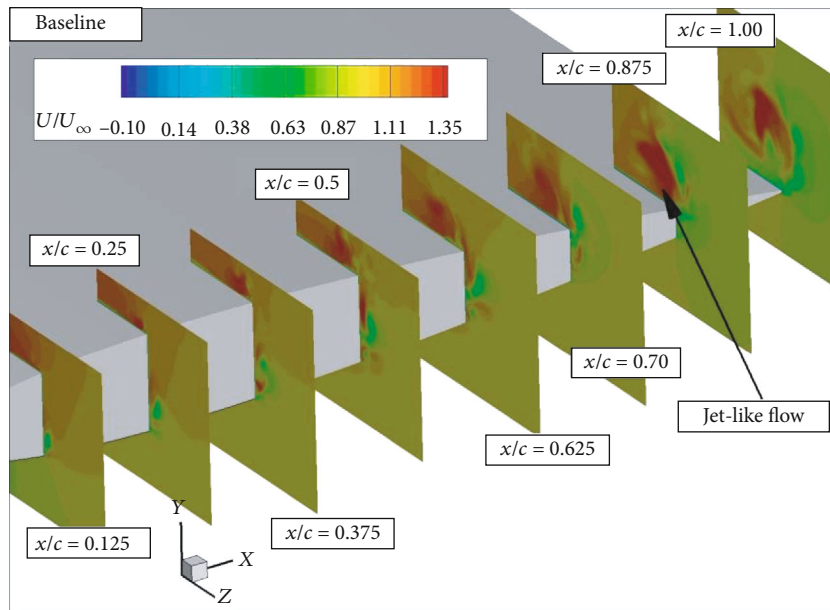 Baseline
x/c = 1.00
x/c = 0.875
U/U∞ −0.10 0.14 0.38 0.63 0.87 1.11 1.35
x/c = 0.5
x/c = 0.25
x/c = 0.70
Jet-like flow
x/c = 0.625
x/c = 0.375
x/c = 0.125
Y
X
Z